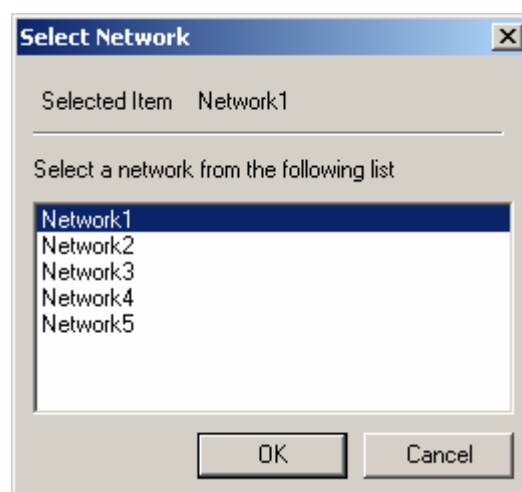 Select Network
Selected Item Network1
Select a network from the following list
Network1
Network2
Network3
Network4
Network5
OK Cancel